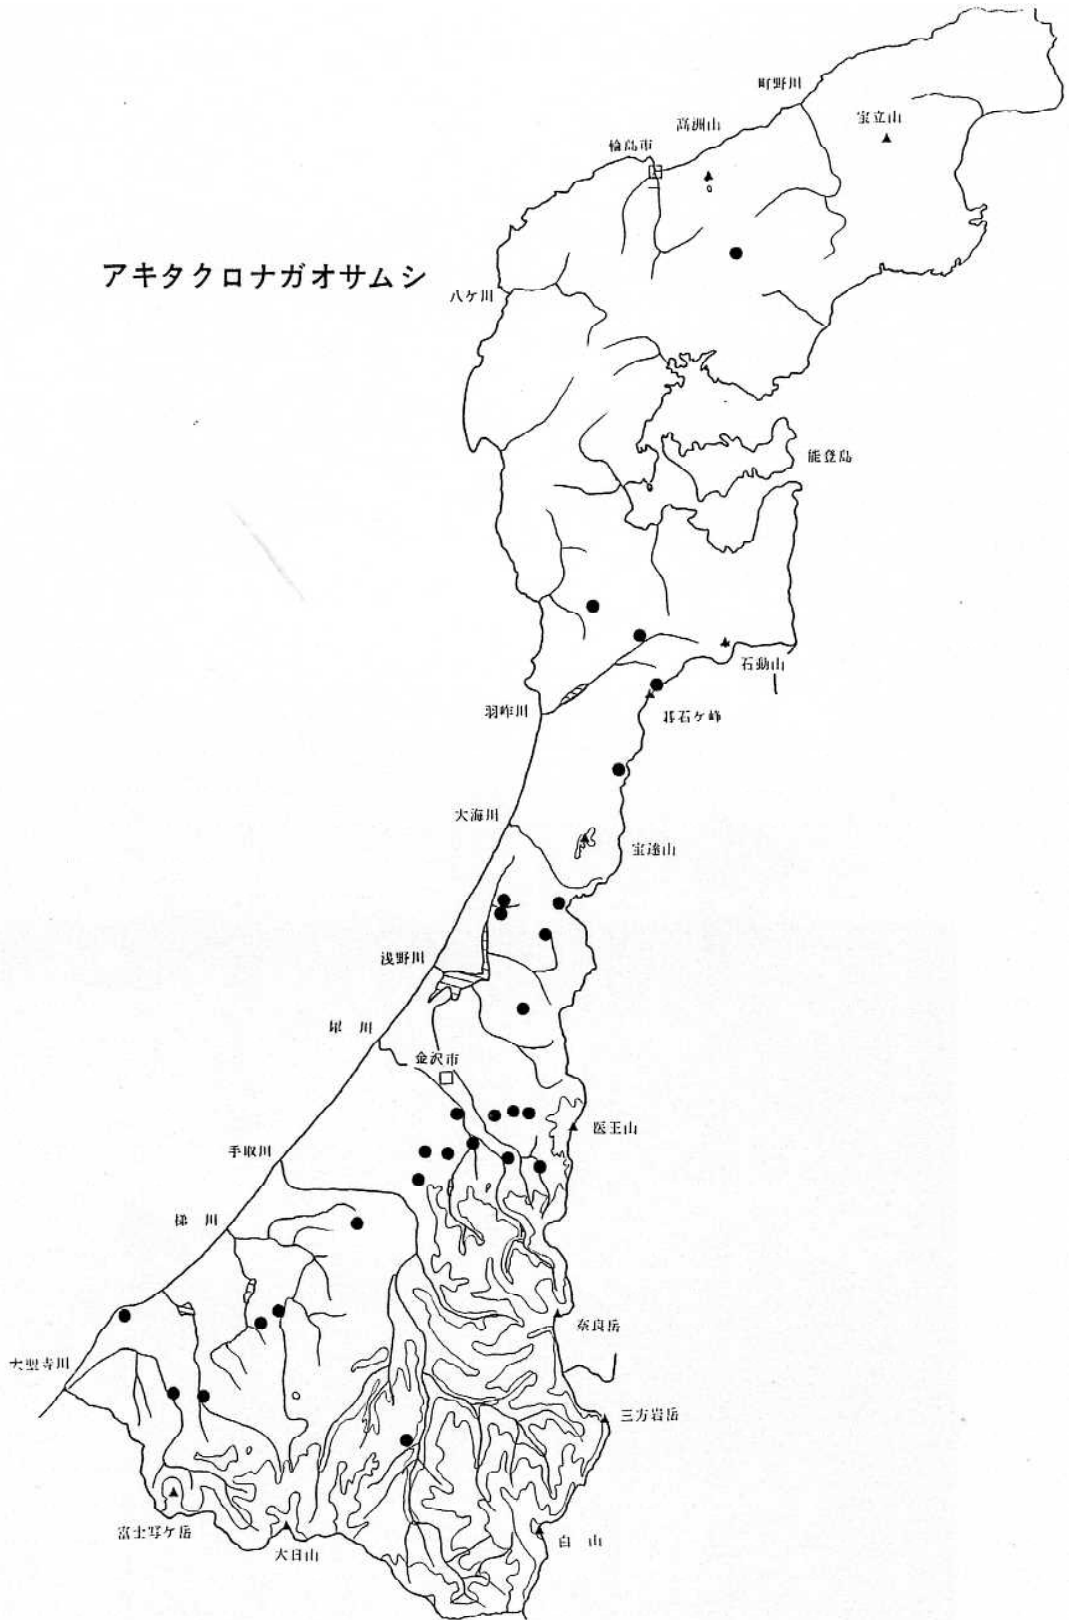 町野川
宝立山
高洲山
輪島市
アキタクロナガオサムシ
八ケ川
能登島
石動山
羽咋川
碁石ケ峰
大海川
宝達山
浅野川
犀川
金沢市
医王山
手取川
梯川
奈良岳
大聖寺川
三方岩岳
富士写ケ岳
大日山
白山